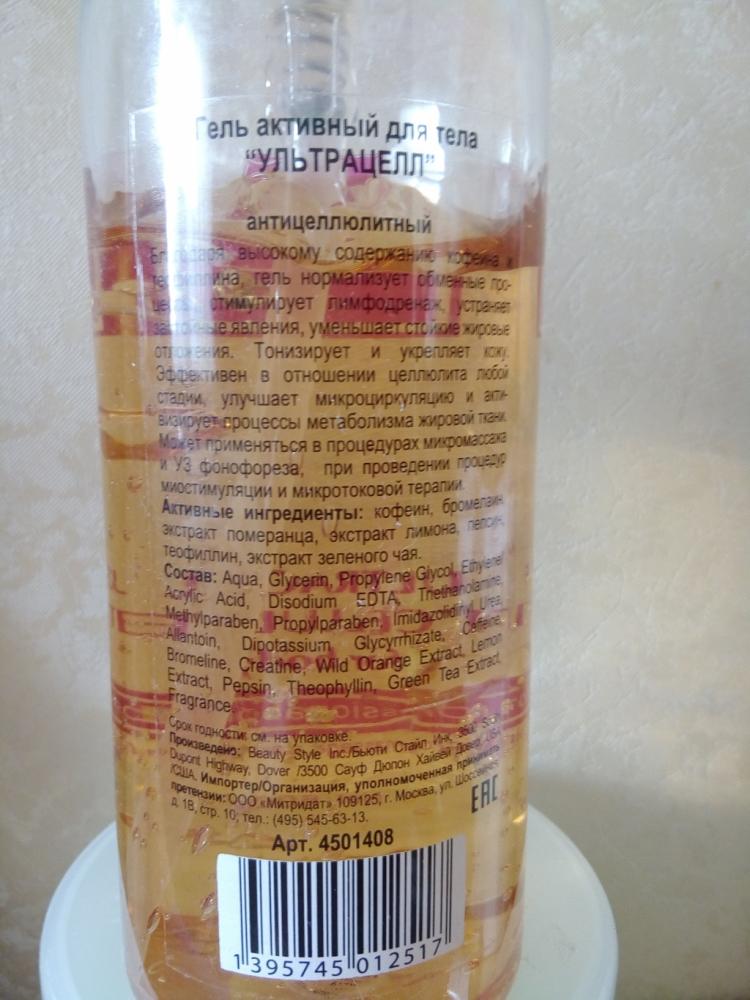 Гель активный для тела
“УЛЬТРАЦЕЛЛ”
антицеллюлитный
Благодаря высокому содержанию кофеина и
теофиллина, гель нормализует обменные про-
цессы, стимулирует лимфодренаж, устраняет
застойные явления, уменьшает стойкие жировые
отложения. Тонизирует и укрепляет кожу.
Эффективен в отношении целлюлита любой
стадии, улучшает микроциркуляцию и акти-
визирует процессы метаболизма жировой ткани.
Может применяться в процедурах микромассажа
и УЗ фонофореза, при проведении процедур
миостимуляции и микротоковой терапии.
Активные ингредиенты: кофеин, бромелаин,
экстракт померанца, экстракт лимона, пепсин,
теофиллин, экстракт зеленого чая.
Состав: Aqua, Glycerin, Propylene Glycol, Ethylene/
Acrylic Acid, Disodium EDTA, Triethanolamine,
Methylparaben, Propylparaben, Imidazolidinyl Urea,
Allantoin, Dipotassium Glycyrrhizate, Caffeine,
Bromeline, Creatine, Wild Orange Extract, Lemon
Extract, Pepsin, Theophyllin, Green Tea Extract,
Fragrance.
Срок годности: см. на упаковке.
Произведено: Beauty Style Inc./Бьюти Стайл Инк, 3500 South
Dupont Highway, Dover /3500 Сауф Дюпон Хайвей Довер, USA
/США. Импортер/Организация, уполномоченная принимать
претензии: ООО «Митридат» 109125, г. Москва, ул.
д. 1В, стр. 10, тел.: (495) 545-63-13.
EAC
Арт. 4501408
1 395745 012517